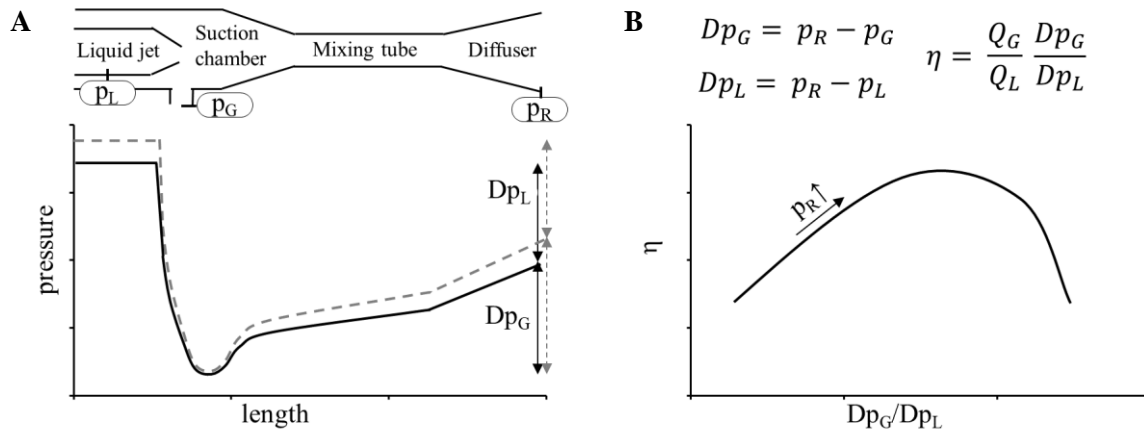 A
Liquid jet
Suction
chamber
Mixing tube
Diffuser
p_L
p_G
p_R
pressure
Dp_L
Dp_G
length
B
Dp_G = p_R − p_G
Dp_L = p_R − p_L
η = Q_G/Q_L Dp_G/Dp_L
p_R↑
η
Dp_G/Dp_L